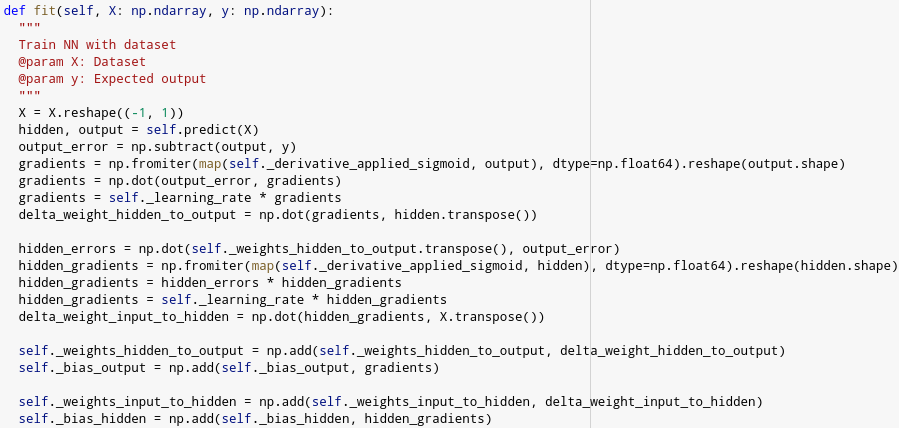 def fit(self, X: np.ndarray, y: np.ndarray):
"""
Train NN with dataset
@param X: Dataset
@param y: Expected output
"""
X = X.reshape((-1, 1))
hidden, output = self.predict(X)
output_error = np.subtract(output, y)
gradients = np.fromiter(map(self._derivative_applied_sigmoid, output), dtype=np.float64).reshape(output.shape)
gradients = np.dot(output_error, gradients)
gradients = self._learning_rate * gradients
delta_weight_hidden_to_output = np.dot(gradients, hidden.transpose())
hidden_errors = np.dot(self._weights_hidden_to_output.transpose(), output_error)
hidden_gradients = np.fromiter(map(self._derivative_applied_sigmoid, hidden), dtype=np.float64).reshape(hidden.shape)
hidden_gradients = hidden_errors * hidden_gradients
hidden_gradients = self._learning_rate * hidden_gradients
delta_weight_input_to_hidden = np.dot(hidden_gradients, X.transpose())
self._weights_hidden_to_output = np.add(self._weights_hidden_to_output, delta_weight_hidden_to_output)
self._bias_output = np.add(self._bias_output, gradients)
self._weights_input_to_hidden = np.add(self._weights_input_to_hidden, delta_weight_input_to_hidden)
self._bias_hidden = np.add(self._bias_hidden, hidden_gradients)